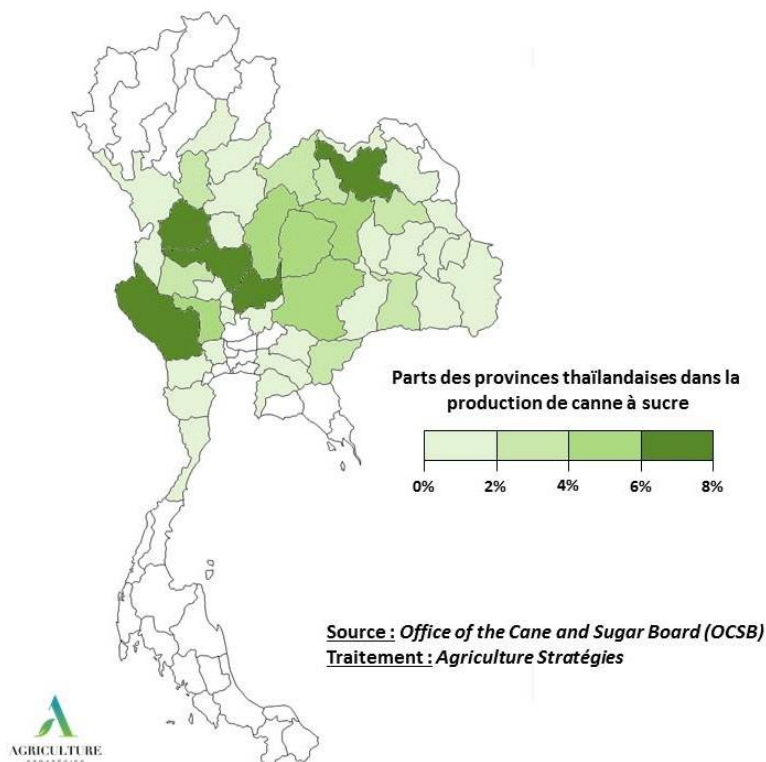 Parts des provinces thaïlandaises dans la
production de canne à sucre
0% 2% 4% 6% 8%
Source : Office of the Cane and Sugar Board (OCSB)
Traitement : Agriculture Stratégies
AGRICULTURE
STRATÉGIES